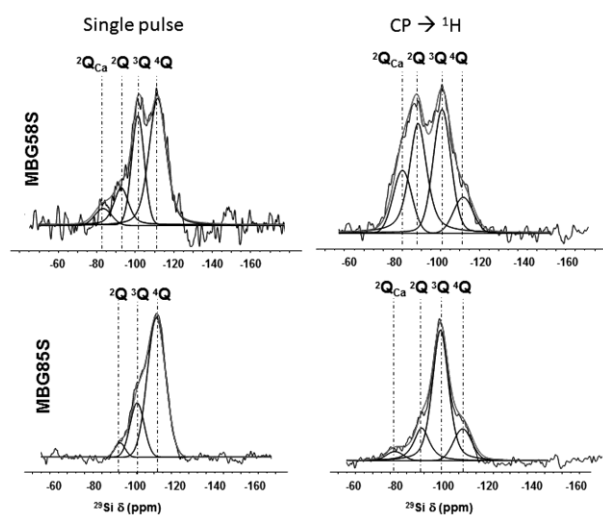 Single pulse
CP → ¹H
²Q_Ca ²Q ³Q ⁴Q
²Q_Ca ²Q ³Q ⁴Q
MBG58S
-60 -80 -100 -120 -140 -160
-60 -80 -100 -120 -140 -160
²Q ³Q ⁴Q
²Q_Ca ²Q ³Q ⁴Q
MBG85S
-60 -80 -100 -120 -140 -160
-60 -80 -100 -120 -140 -160
²⁹Si δ (ppm)
²⁹Si δ (ppm)